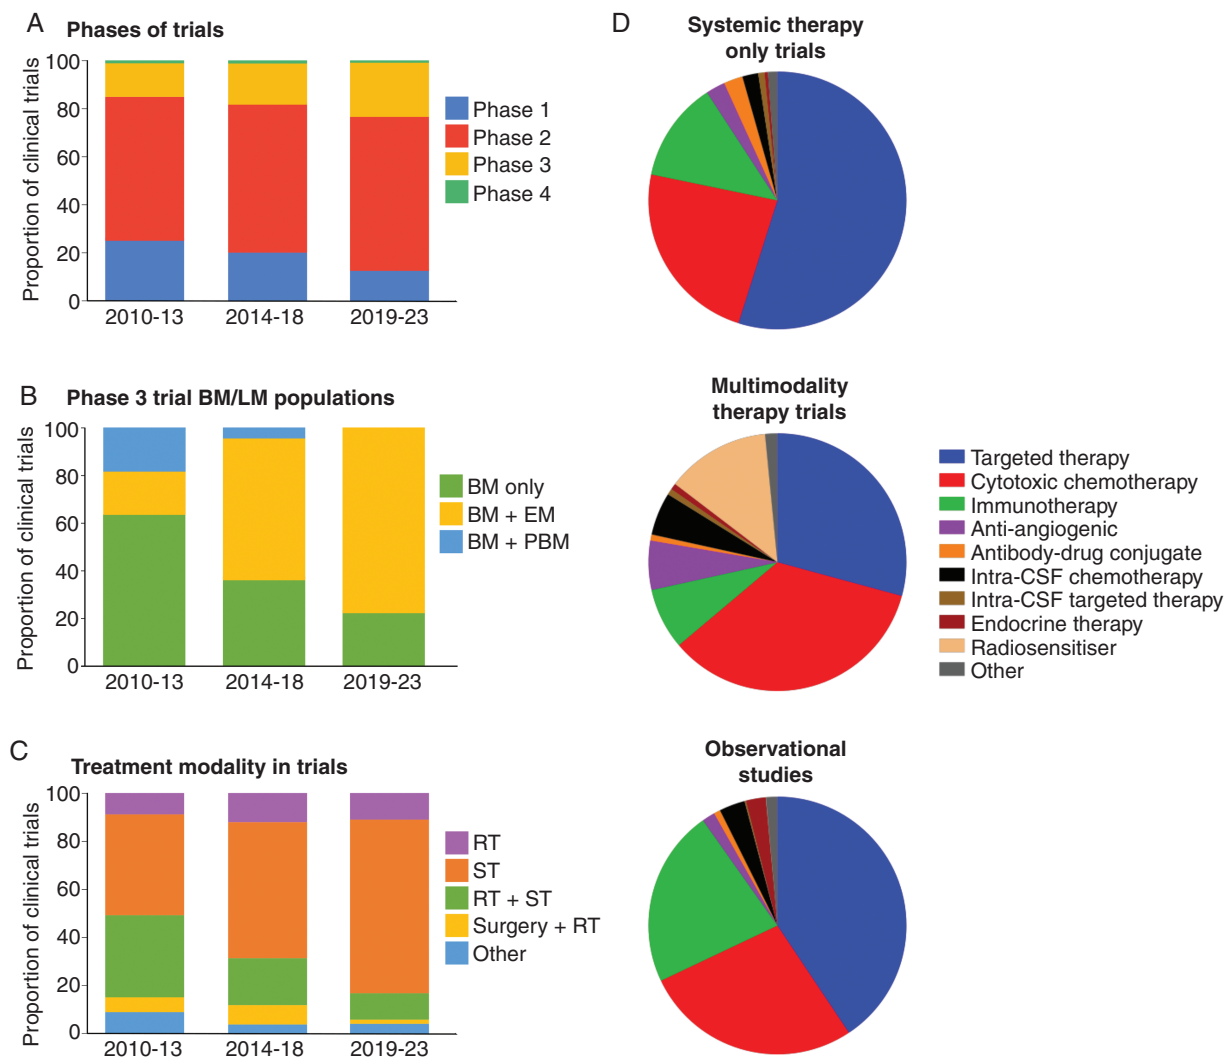 A
Phases of trials
Proportion of clinical trials
100
80
60
40
20
0
2010-13
2014-18
2019-23
Phase 1
Phase 2
Phase 3
Phase 4
B
Phase 3 trial BM/LM populations
Proportion of clinical trials
100
80
60
40
20
0
2010-13
2014-18
2019-23
BM only
BM + EM
BM + PBM
C
Treatment modality in trials
Proportion of clinical trials
100
80
60
40
20
0
2010-13
2014-18
2019-23
RT
ST
RT + ST
Surgery + RT
Other
D
Systemic therapy
only trials
Multimodality
therapy trials
Targeted therapy
Cytotoxic chemotherapy
Immunotherapy
Anti-angiogenic
Antibody-drug conjugate
Intra-CSF chemotherapy
Intra-CSF targeted therapy
Endocrine therapy
Radiosensitiser
Other
Observational
studies